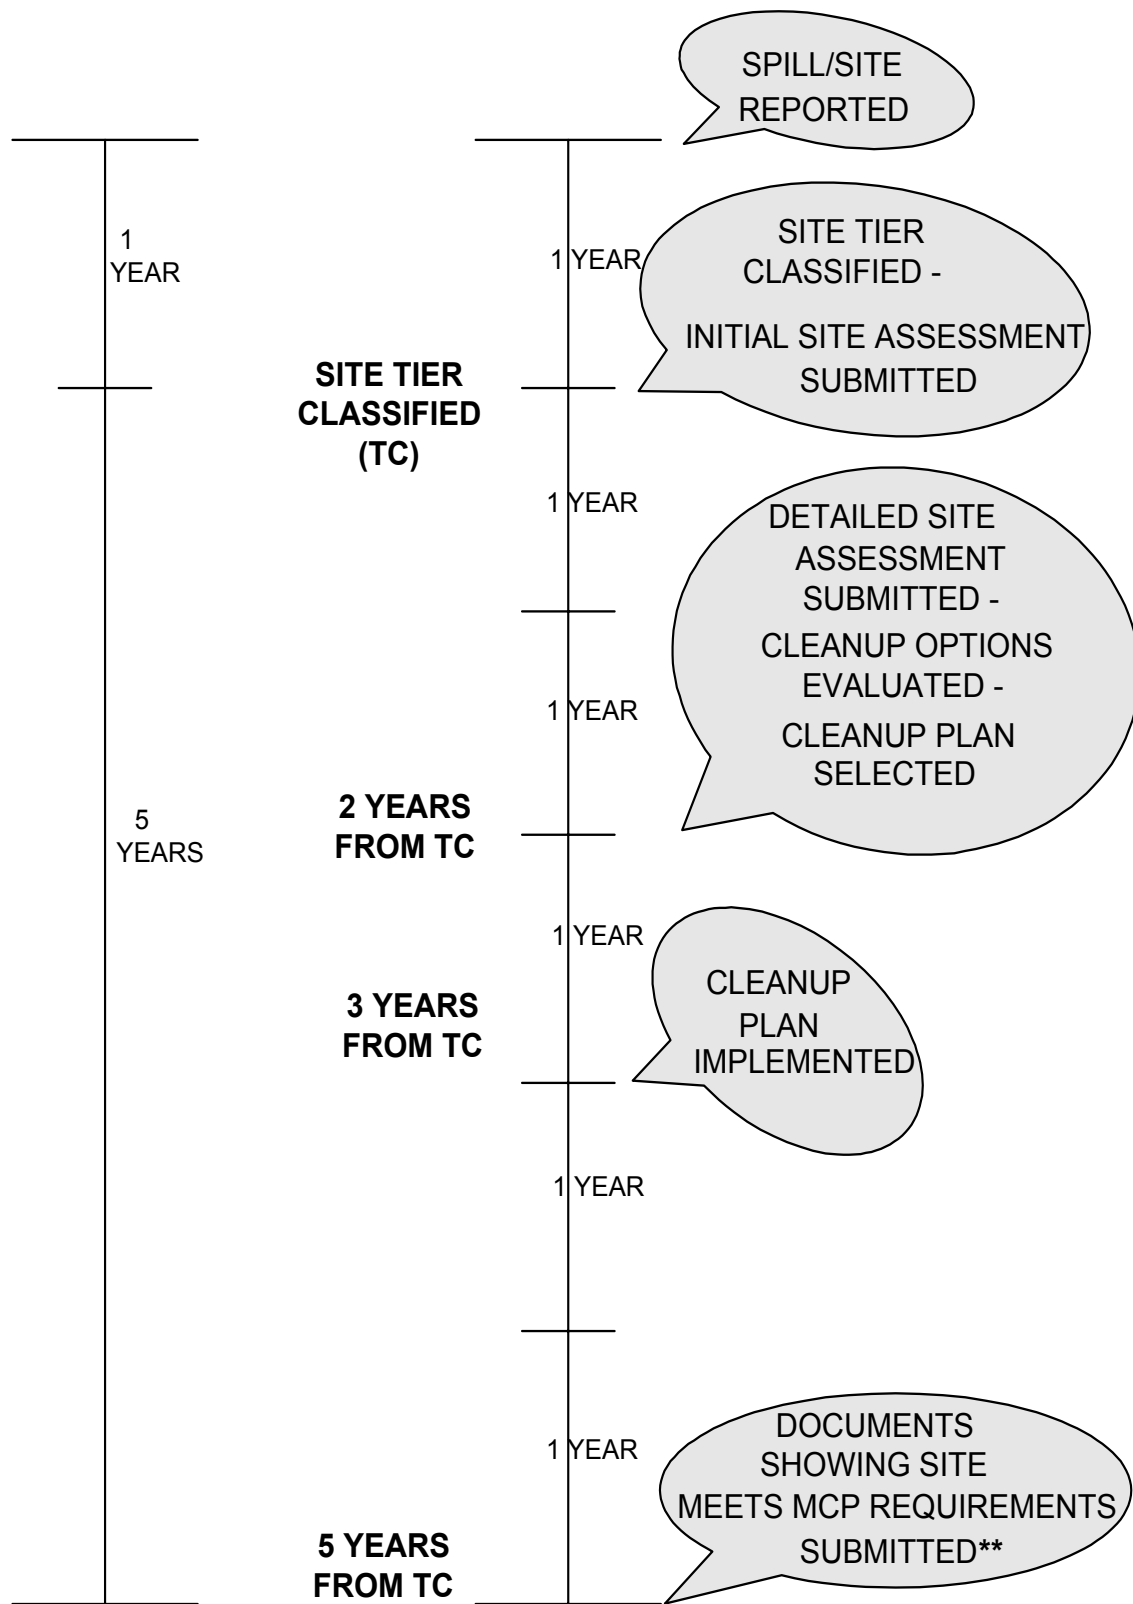 SPILL/SITE
REPORTED
1
YEAR
1 YEAR
SITE TIER
CLASSIFIED -
INITIAL SITE ASSESSMENT
SUBMITTED
SITE TIER
CLASSIFIED
(TC)
1 YEAR
DETAILED SITE
ASSESSMENT
SUBMITTED -
CLEANUP OPTIONS
EVALUATED -
CLEANUP PLAN
SELECTED
1 YEAR
5
YEARS
2 YEARS
FROM TC
1 YEAR
CLEANUP
PLAN
IMPLEMENTED
3 YEARS
FROM TC
1 YEAR
1 YEAR
DOCUMENTS
SHOWING SITE
MEETS MCP REQUIREMENTS
SUBMITTED**
5 YEARS
FROM TC